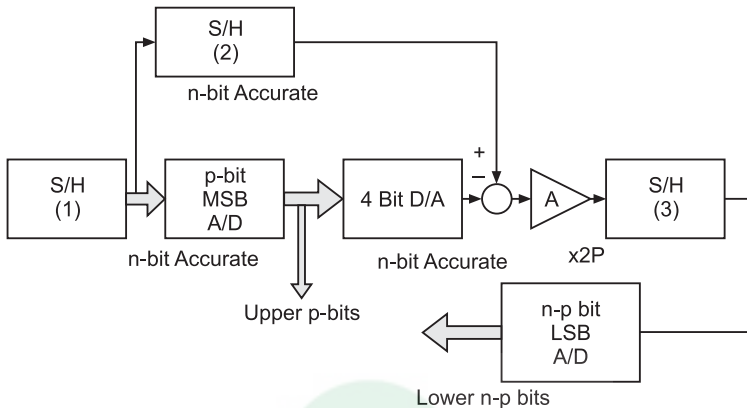 S/H
(2)
n-bit Accurate
+
–
S/H
(1)
p-bit
MSB
A/D
4 Bit D/A
A
S/H
(3)
n-bit Accurate
n-bit Accurate
x2P
Upper p-bits
n-p bit
LSB
A/D
Lower n-p bits